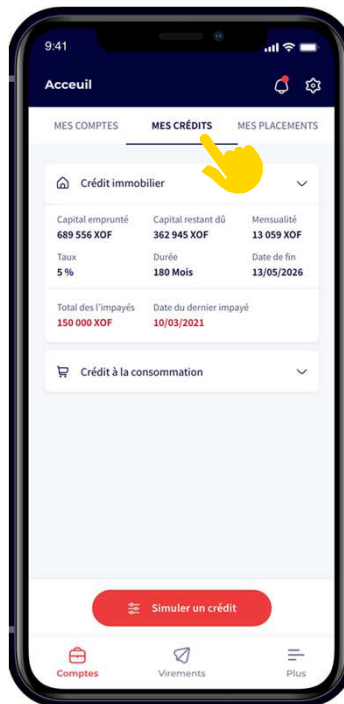 9:41
Acceuil
MES COMPTES MES CRÉDITS MES PLACEMENTS
Crédit immobilier
Capital emprunté Capital restant dû Mensualité
689 556 XOF 362 945 XOF 13 059 XOF
Taux Durée Date de fin
5 % 180 Mois 13/05/2026
Total des l'impayés Date du dernier impayé
150 000 XOF 10/03/2021
Crédit à la consommation
Simuler un crédit
Comptes Virements Plus